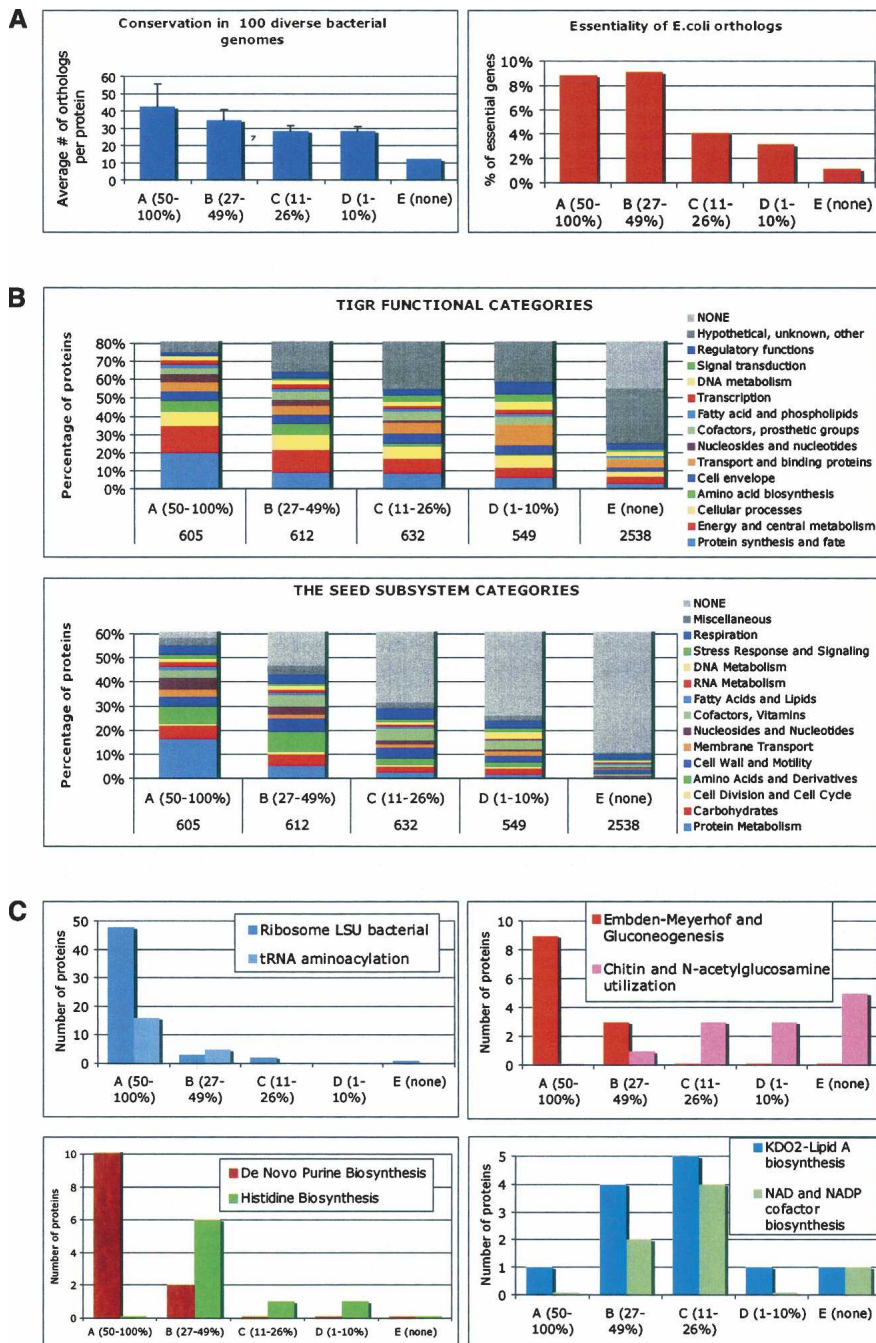 A
Conservation in 100 diverse bacterial
genomes
Average # of orthologs
per protein
60
50
40
30
20
10
0
7
A (50-
100%)
B (27-
49%)
C (11-
26%)
D (1-
10%)
E (none)
Essentiality of E.coli orthologs
% of essential genes
10%
8%
6%
4%
2%
0%
A (50-
100%)
B (27-
49%)
C (11-
26%)
D (1-
10%)
E (none)
B
TIGR FUNCTIONAL CATEGORIES
Percentage of proteins
80%
70%
60%
50%
40%
30%
20%
10%
0%
A (50-100%)
B (27-49%)
C (11-26%)
D (1-10%)
E (none)
605
612
632
549
2538
NONE
Hypothetical, unknown, other
Regulatory functions
Signal transduction
DNA metabolism
Transcription
Fatty acid and phospholipids
Cofactors, prosthetic groups
Nucleosides and nucleotides
Transport and binding proteins
Cell envelope
Amino acid biosynthesis
Cellular processes
Energy and central metabolism
Protein synthesis and fate
THE SEED SUBSYSTEM CATEGORIES
Percentage of proteins
60%
50%
40%
30%
20%
10%
0%
A (50-100%)
B (27-49%)
C (11-26%)
D (1-10%)
E (none)
605
612
632
549
2538
NONE
Miscellaneous
Respiration
Stress Response and Signaling
DNA Metabolism
RNA Metabolism
Fatty Acids and Lipids
Cofactors, Vitamins
Nucleosides and Nucleotides
Membrane Transport
Cell Wall and Motility
Amino Acids and Derivatives
Cell Division and Cell Cycle
Carbohydrates
Protein Metabolism
C
Number of proteins
50
40
30
20
10
0
Ribosome LSU bacterial
tRNA aminoacylation
A (50-
100%)
B (27-
49%)
C (11-
26%)
D (1-
10%)
E (none)
Number of proteins
10
8
6
4
2
0
Embden-Meyerhof and
Gluconeogenesis
Chitin and N-acetylglucosamine
utilization
A (50-
100%)
B (27-
49%)
C (11-
26%)
D (1-
10%)
E (none)
Number of proteins
10
8
6
4
2
0
De Novo Purine Biosynthesis
Histidine Biosynthesis
A (50-100%)
B (27-49%)
C (11-26%)
D (1-10%)
E (none)
Number of proteins
5
4
3
2
1
0
KDO2-Lipid A
biosynthesis
NAD and NADP
cofactor
biosynthesis
A (50-
100%)
B (27-
49%)
C (11-
26%)
D (1-10%)
E (none)